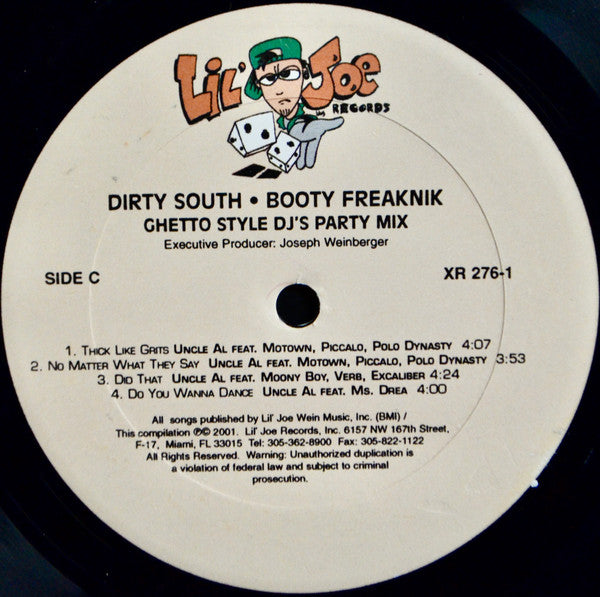 LIL' JOE
RECORDS
DIRTY SOUTH • BOOTY FREAKNIK
GHETTO STYLE DJ'S PARTY MIX
Executive Producer: Joseph Weinberger
SIDE C
XR 276-1
1. THICK LIKE GRITS UNCLE AL FEAT. MOTOWN, PICCALO, POLO DYNASTY 4:07
2. NO MATTER WHAT THEY SAY UNCLE AL FEAT. MOTOWN, PICCALO, POLO DYNASTY 3:53
3. DID THAT UNCLE AL FEAT. MOONY BOY, VERB, EXCALIBER 4:24
4. DO YOU WANNA DANCE UNCLE AL FEAT. MS. DREA 4:00
All songs published by Lil' Joe Wein Music, Inc. (BMI) /
This compilation ℗© 2001. Lil' Joe Records, Inc. 6157 NW 167th Street,
F-17, Miami, FL 33015 Tel: 305-362-8900 Fax: 305-822-1122
All Rights Reserved. Warning: Unauthorized duplication is
a violation of federal law and subject to criminal
prosecution.